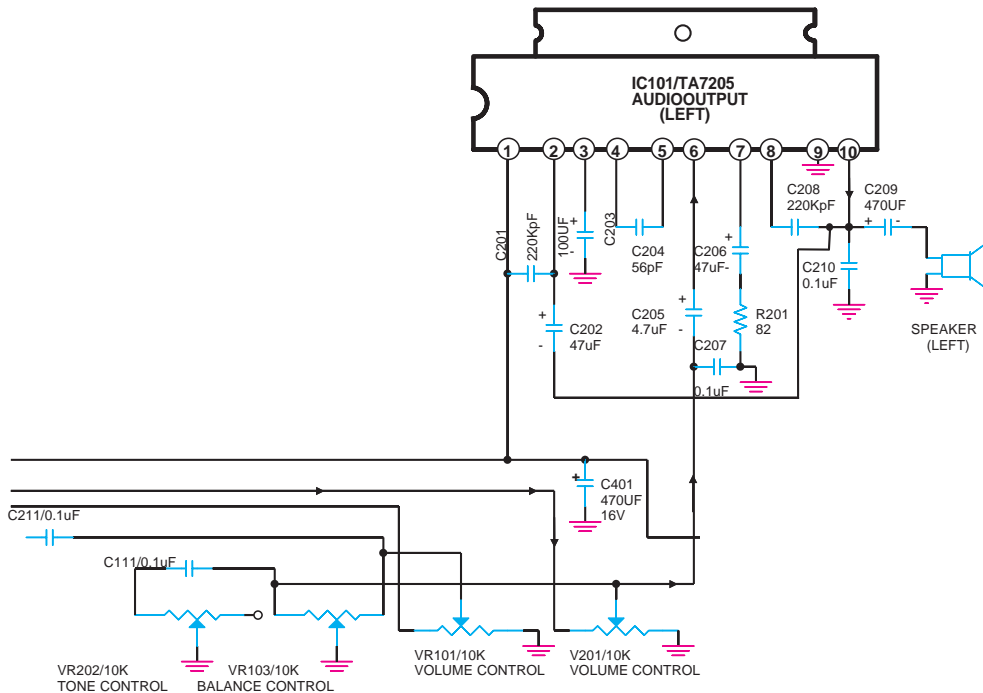 IC101/TA7205
AUDIOOUTPUT
(LEFT)
1
2
3
4
5
6
7
8
9
10
C201
220KpF
100UF
+
-
C203
C204
56pF
C206
47uF-
+
C208
220KpF
C209
470UF
+ -
C210
0.1uF
+
-
C202
47uF
C205
4.7uF
+
-
R201
82
C207
0.1uF
SPEAKER
(LEFT)
+
C401
470UF
16V
C211/0.1uF
C111/0.1uF
VR202/10K
TONE CONTROL
VR103/10K
BALANCE CONTROL
VR101/10K
VOLUME CONTROL
V201/10K
VOLUME CONTROL